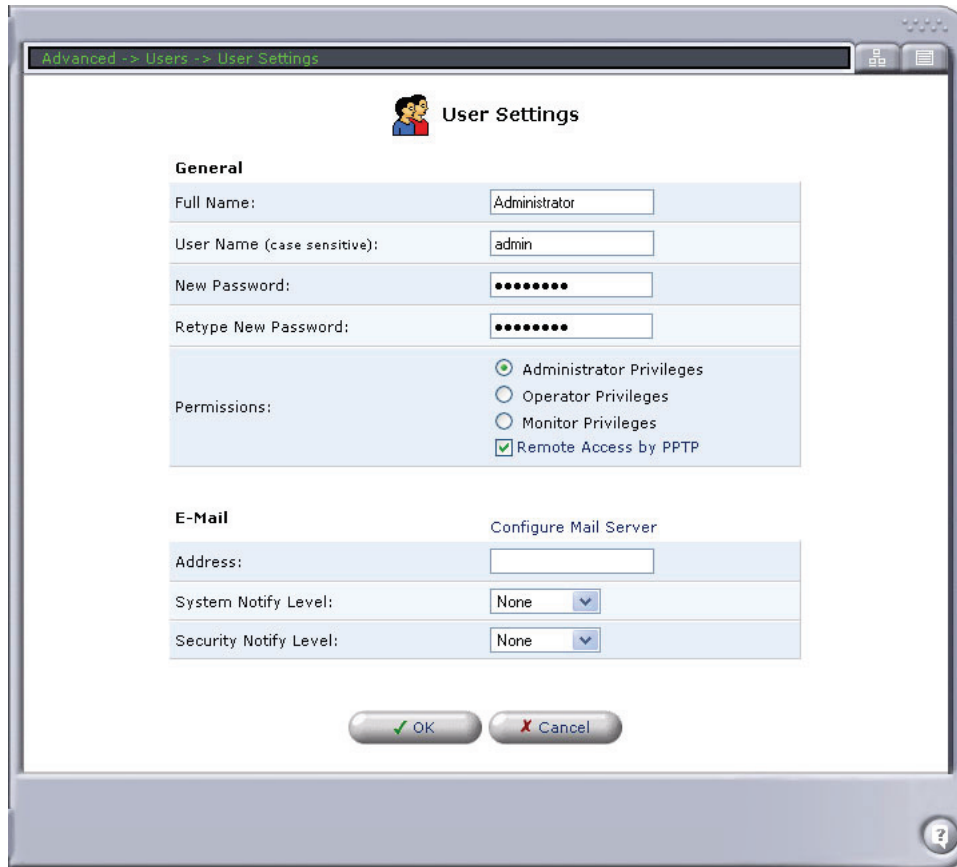 Advanced -> Users -> User Settings
User Settings
General
Full Name: Administrator
User Name (case sensitive): admin
New Password: ●●●●●●●●
Retype New Password: ●●●●●●●●
Permissions:
Administrator Privileges
Operator Privileges
Monitor Privileges
Remote Access by PPTP
E-Mail
Configure Mail Server
Address:
System Notify Level: None
Security Notify Level: None
OK
Cancel
?